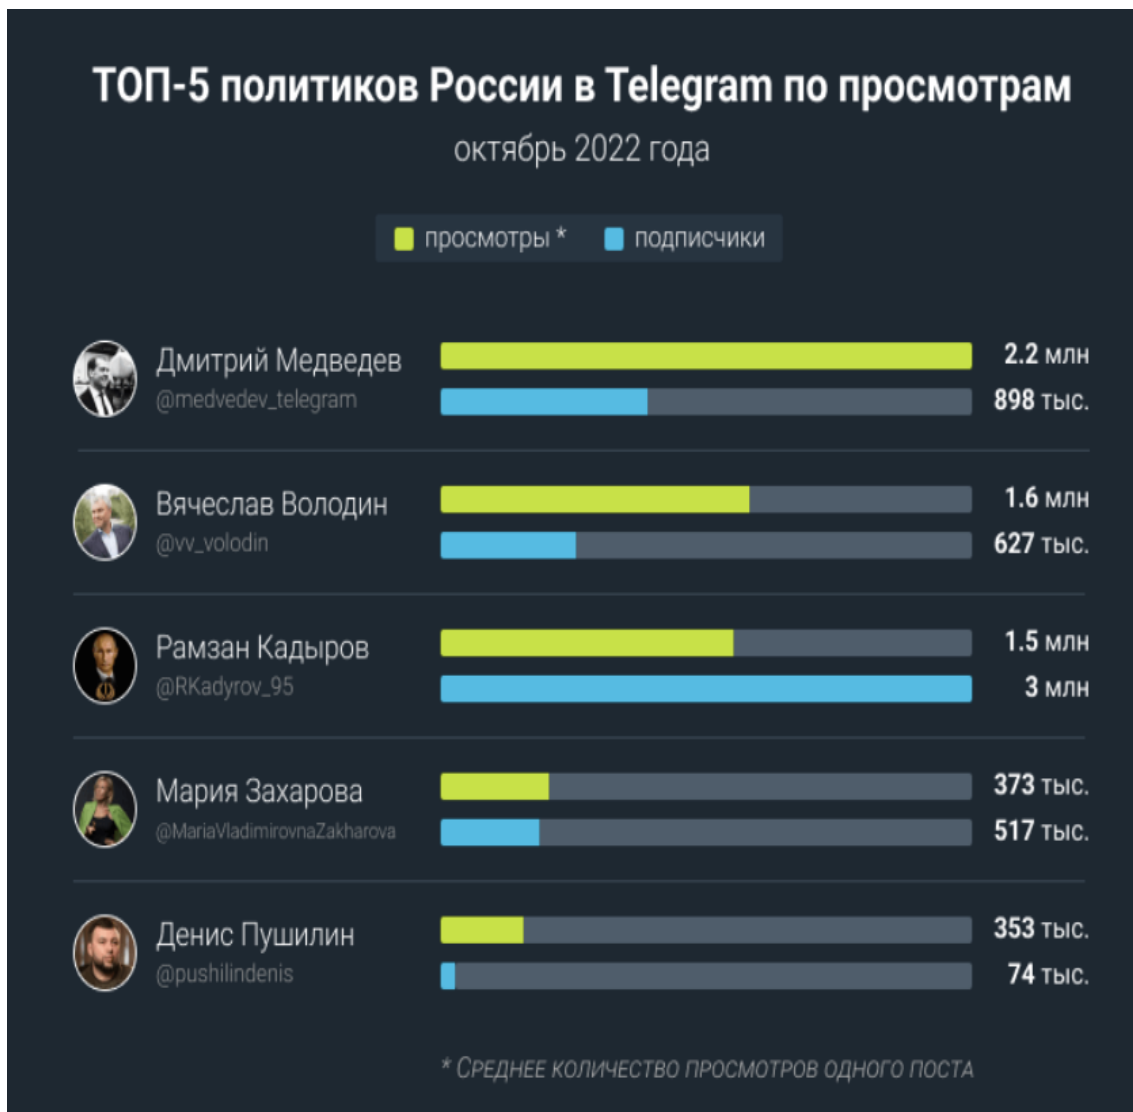 ТОП-5 политиков России в Telegram по просмотрам
октябрь 2022 года
просмотры * подписчики
Дмитрий Медведев 2.2 млн
@medvedev_telegram 898 тыс.
Вячеслав Володин 1.6 млн
@vv_volodin 627 тыс.
Рамзан Кадыров 1.5 млн
@RKadyrov_95 3 млн
Мария Захарова 373 тыс.
@MariaVladimirovnaZakharova 517 тыс.
Денис Пушилин 353 тыс.
@pushilindenis 74 тыс.
* Среднее количество просмотров одного поста